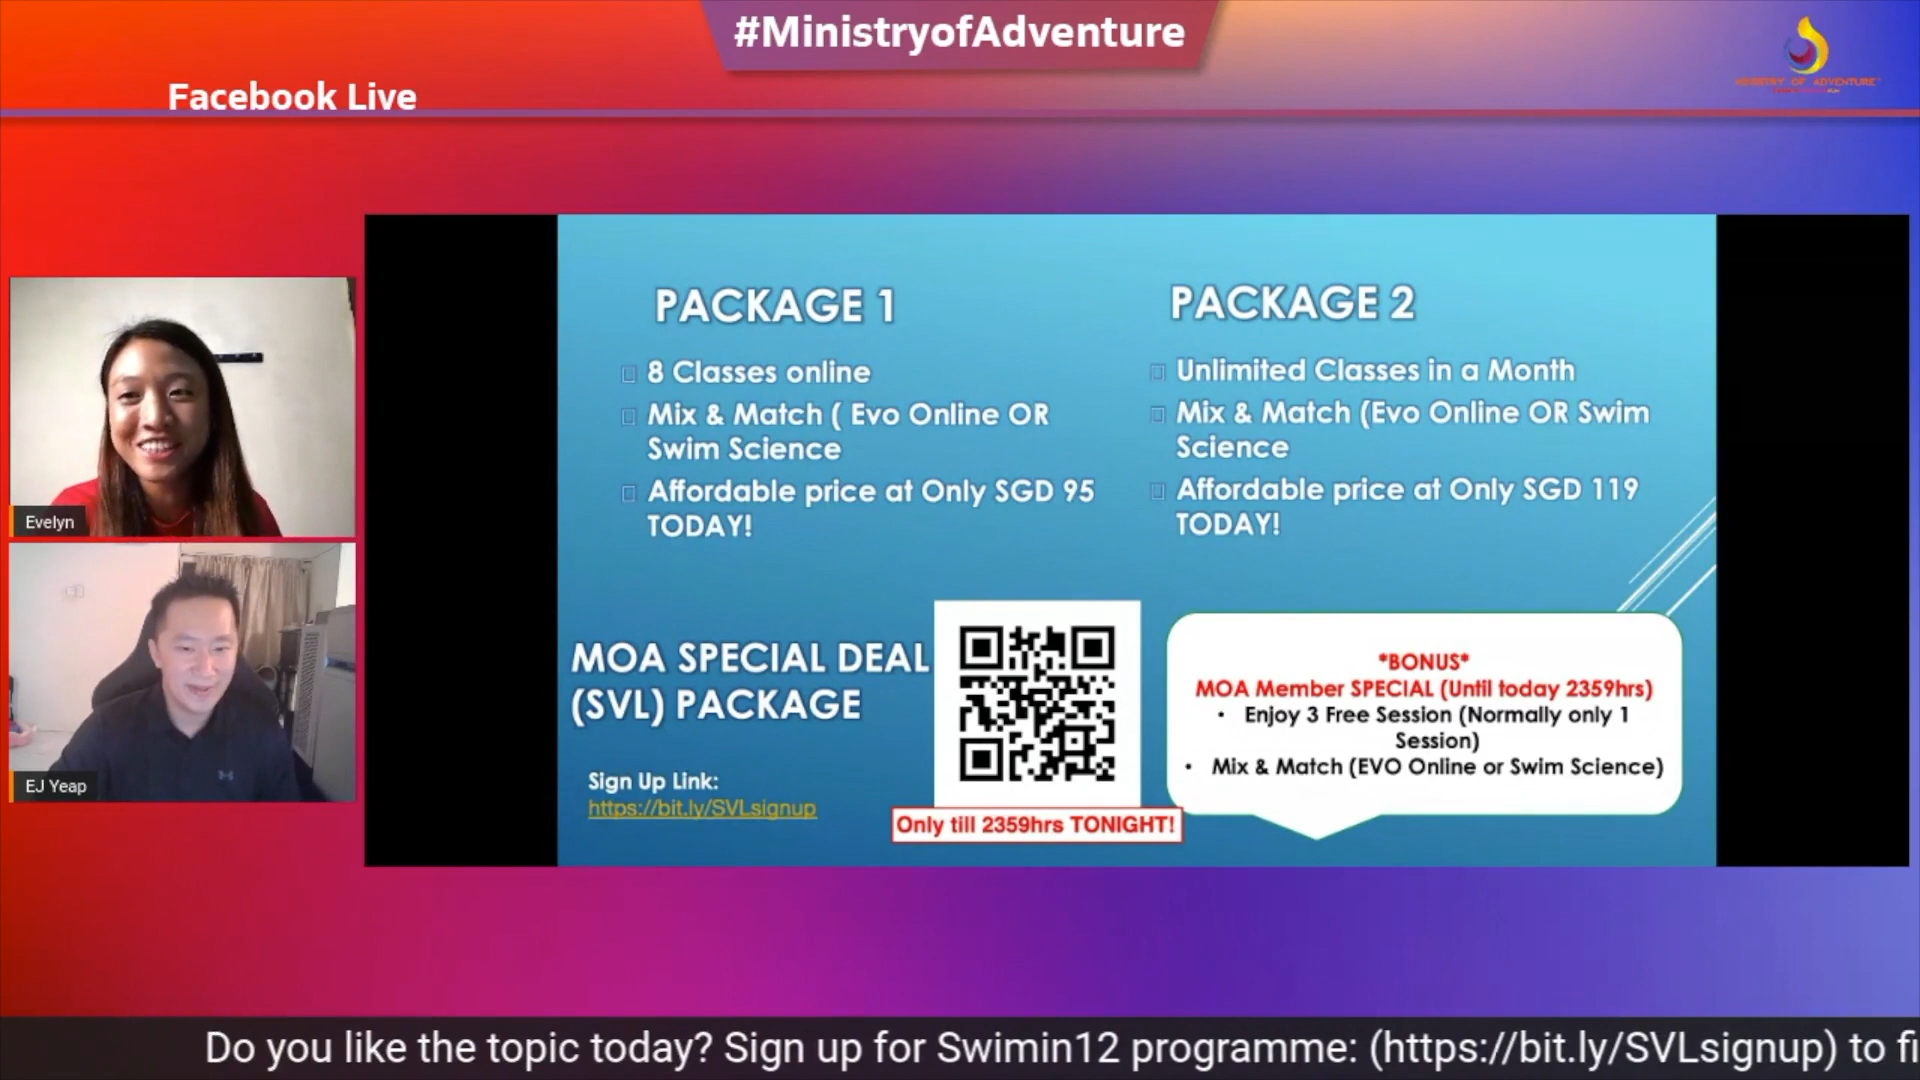 #MinistryofAdventure
Facebook Live
MINISTRY OF ADVENTURE
PACKAGE 1
8 Classes online
Mix & Match ( Evo Online OR
Swim Science
Affordable price at Only SGD 95
TODAY!
PACKAGE 2
Unlimited Classes in a Month
Mix & Match (Evo Online OR Swim
Science
Affordable price at Only SGD 119
TODAY!
Evelyn
EJ Yeap
MOA SPECIAL DEAL
(SVL) PACKAGE
Sign Up Link:
https://bit.ly/SVLsignup
Only till 2359hrs TONIGHT!
*BONUS*
MOA Member SPECIAL (Until today 2359hrs)
• Enjoy 3 Free Session (Normally only 1
Session)
• Mix & Match (EVO Online or Swim Science)
Do you like the topic today? Sign up for Swimin12 programme: (https://bit.ly/SVLsignup) to fi